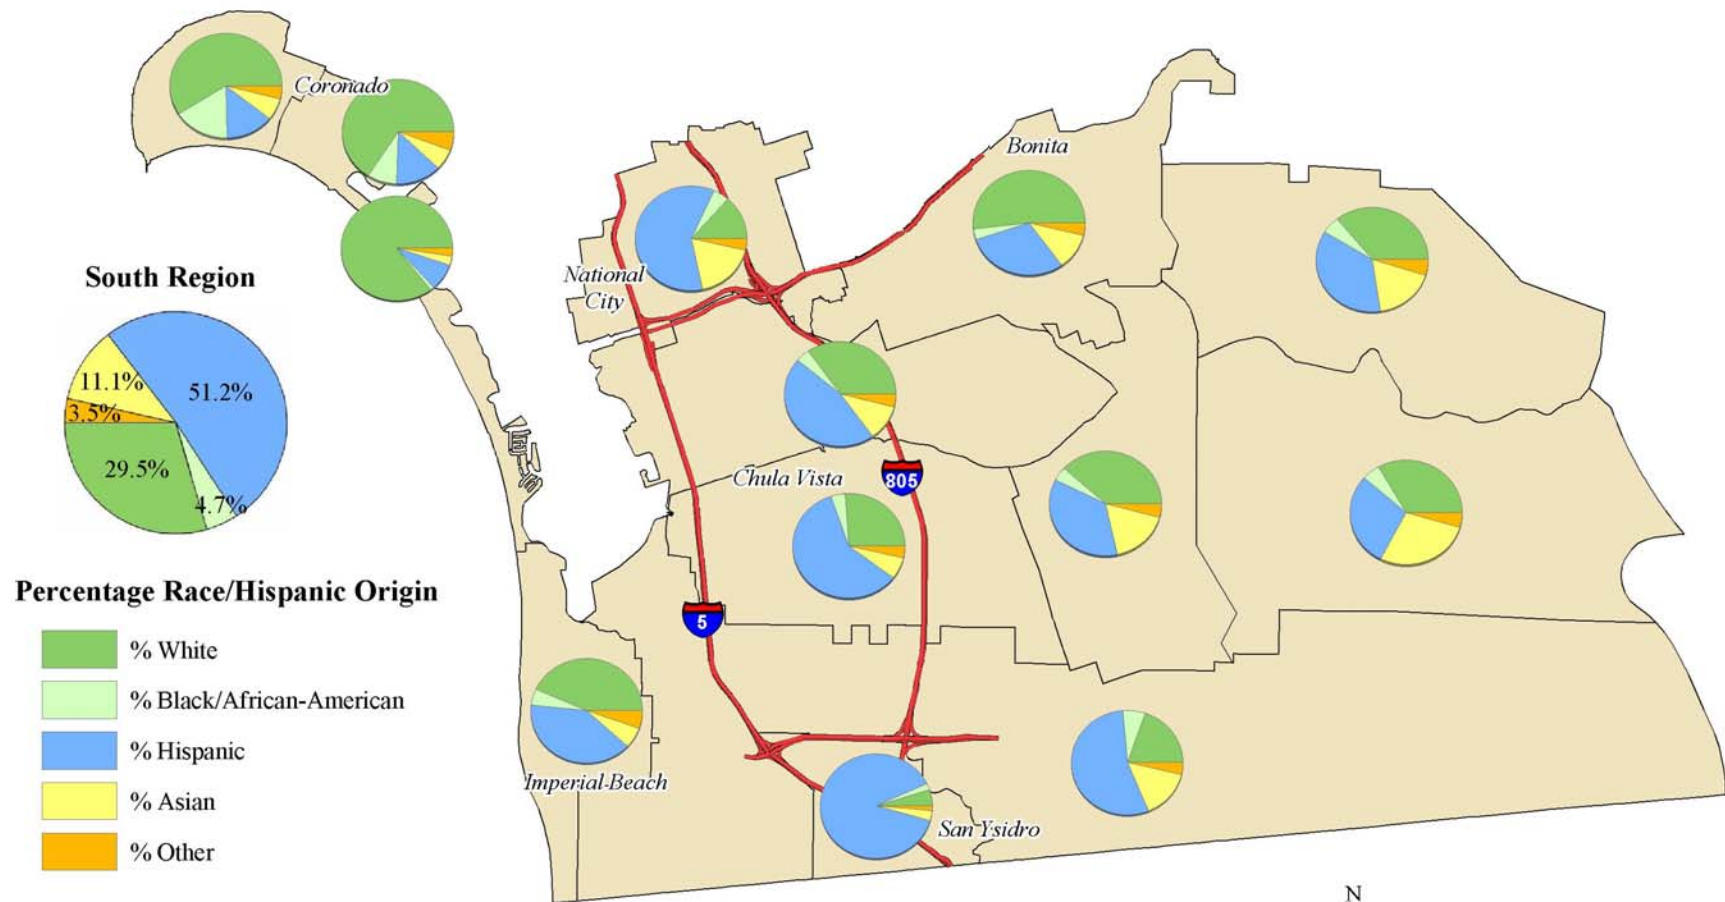 Coronado
Bonita
National
City
South Region
11.1%
51.2%
3.5%
29.5%
4.7%
Chula Vista
805
Percentage Race/Hispanic Origin
5
% White
% Black/African-American
% Hispanic
% Asian
% Other
Imperial Beach
San Ysidro
N